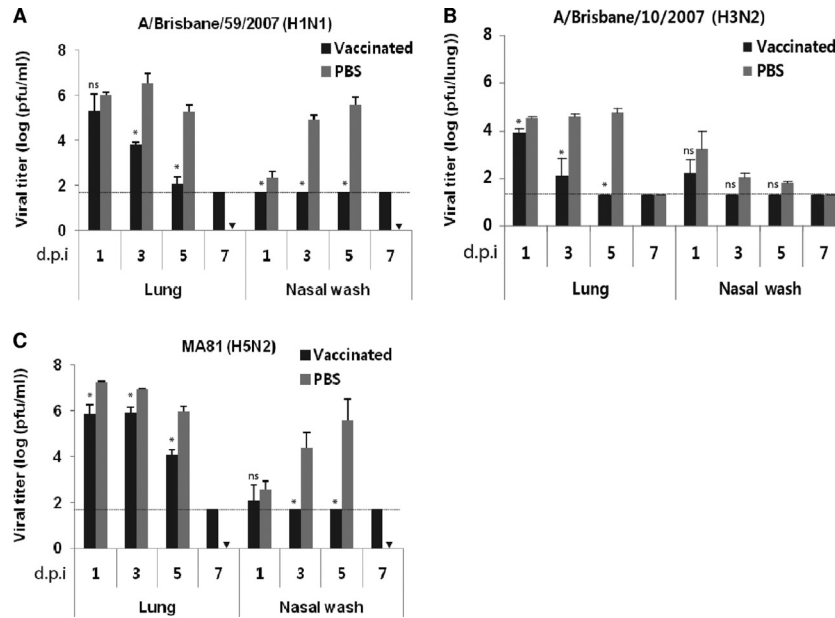 A
A/Brisbane/59/2007 (H1N1)
Vaccinated
PBS
Viral titer (log (pfu/ml))
8
6
4
2
0
ns
*
*
*
*
*
d.p.i 1 3 5 7 1 3 5 7
Lung Nasal wash
B
A/Brisbane/10/2007 (H3N2)
Vaccinated
PBS
Viral titer (log (pfu/lung))
8
6
4
2
0
*
*
*
ns
ns
ns
d.p.i 1 3 5 7 1 3 5 7
Lung Nasal wash
C
MA81 (H5N2)
Vaccinated
PBS
Viral titer (log (pfu/ml))
8
6
4
2
0
*
*
*
ns
*
*
d.p.i 1 3 5 7 1 3 5 7
Lung Nasal wash